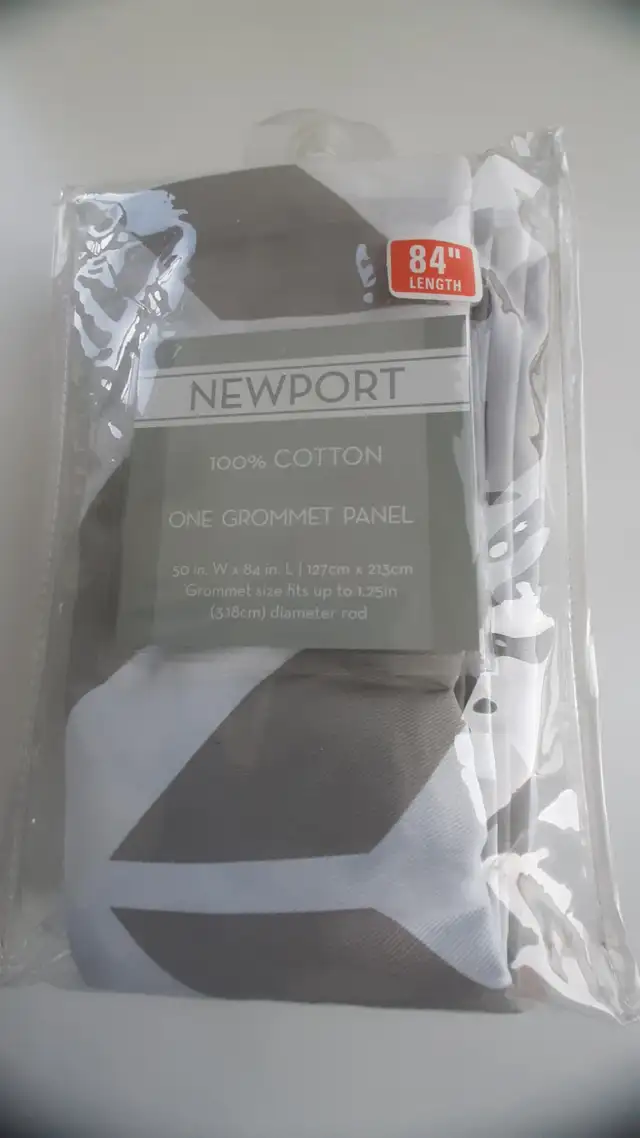 84"
LENGTH
NEWPORT
100% COTTON
ONE GROMMET PANEL
50 in. W x 84 in. L | 127cm x 213cm
Grommet size fits up to 1.25in
(3.18cm) diameter rod